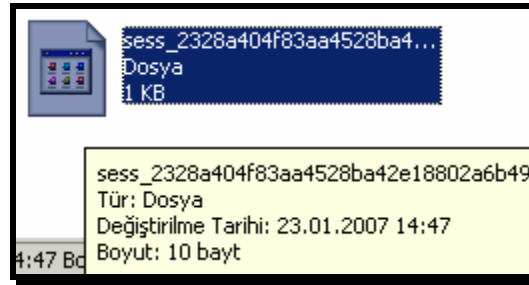 sess_2328a404f83aa4528ba4...
Dosya
1 KB
sess_2328a404f83aa4528ba42e18802a6b49
Tür: Dosya
Değiştirilme Tarihi: 23.01.2007 14:47
Boyut: 10 bayt
4:47 Bo